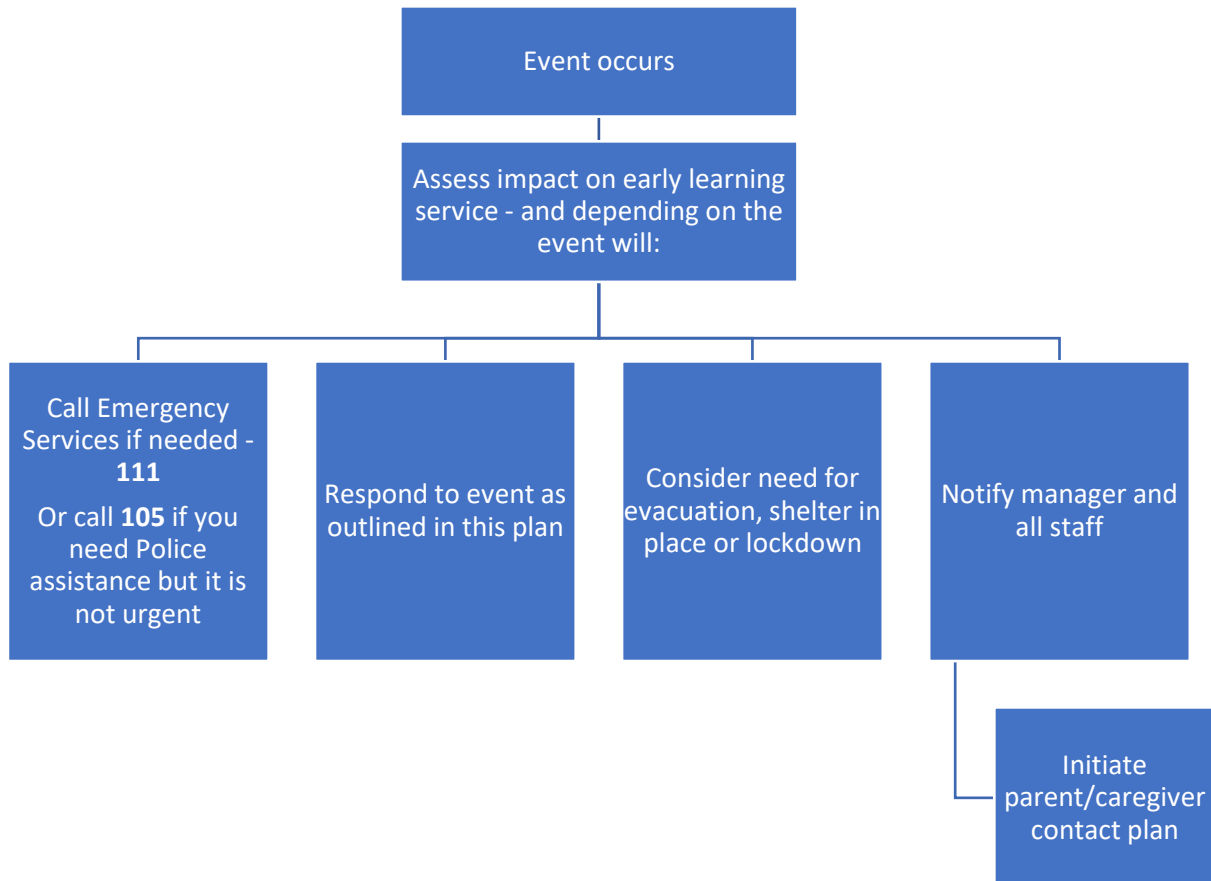 Event occurs
Assess impact on early learning
service - and depending on the
event will:
Call Emergency
Services if needed -
111
Or call 105 if you
need Police
assistance but it is
not urgent
Respond to event as
outlined in this plan
Consider need for
evacuation, shelter in
place or lockdown
Notify manager and
all staff
Initiate
parent/caregiver
contact plan